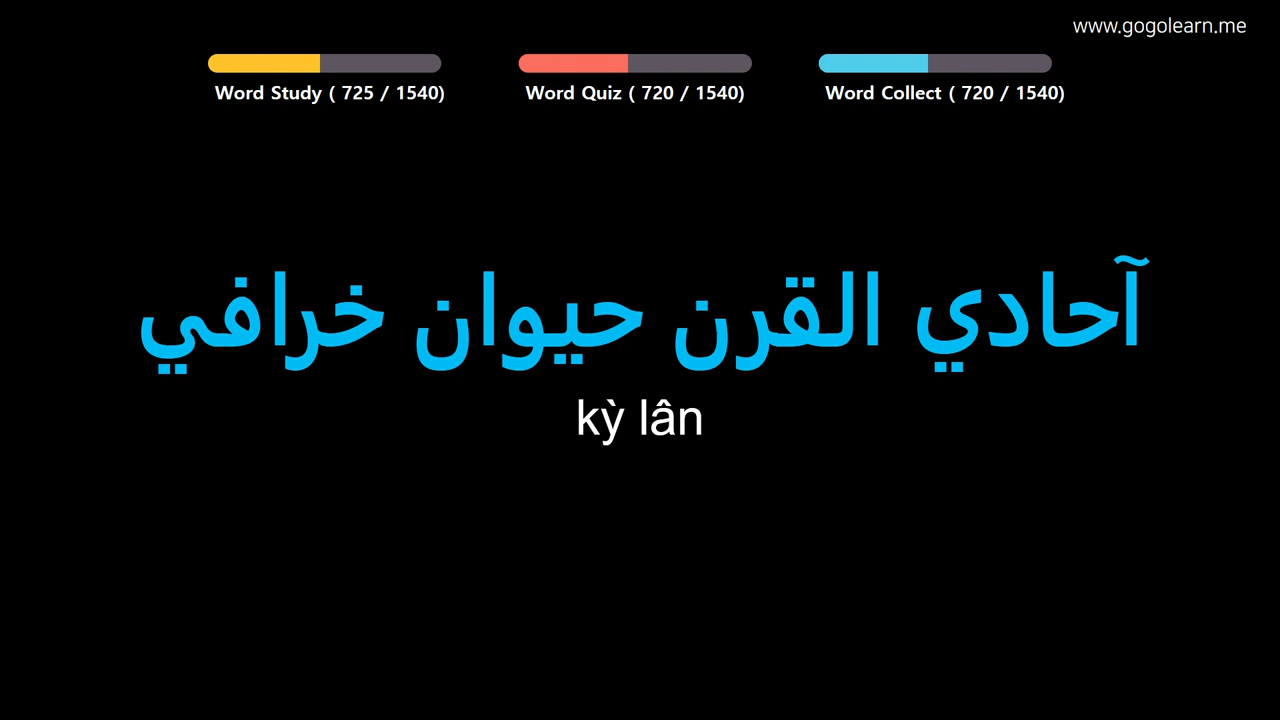 www.gogolearn.me
Word Study ( 725 / 1540)
Word Quiz ( 720 / 1540)
Word Collect ( 720 / 1540)
آحادي القرن حيوان خرافي
kỳ lân